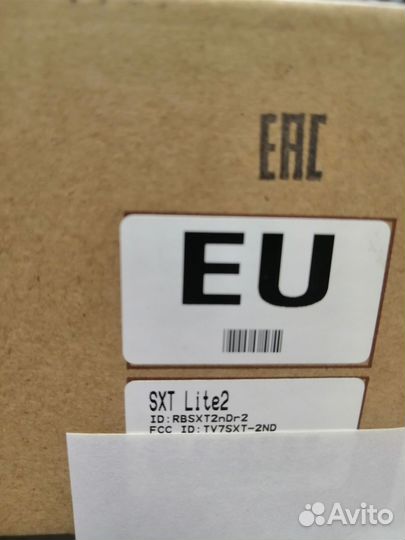 EAC
EU
SXT Lite2
ID:RBSXT2nDr2
FCC ID:TV7SXT-2ND
Avito